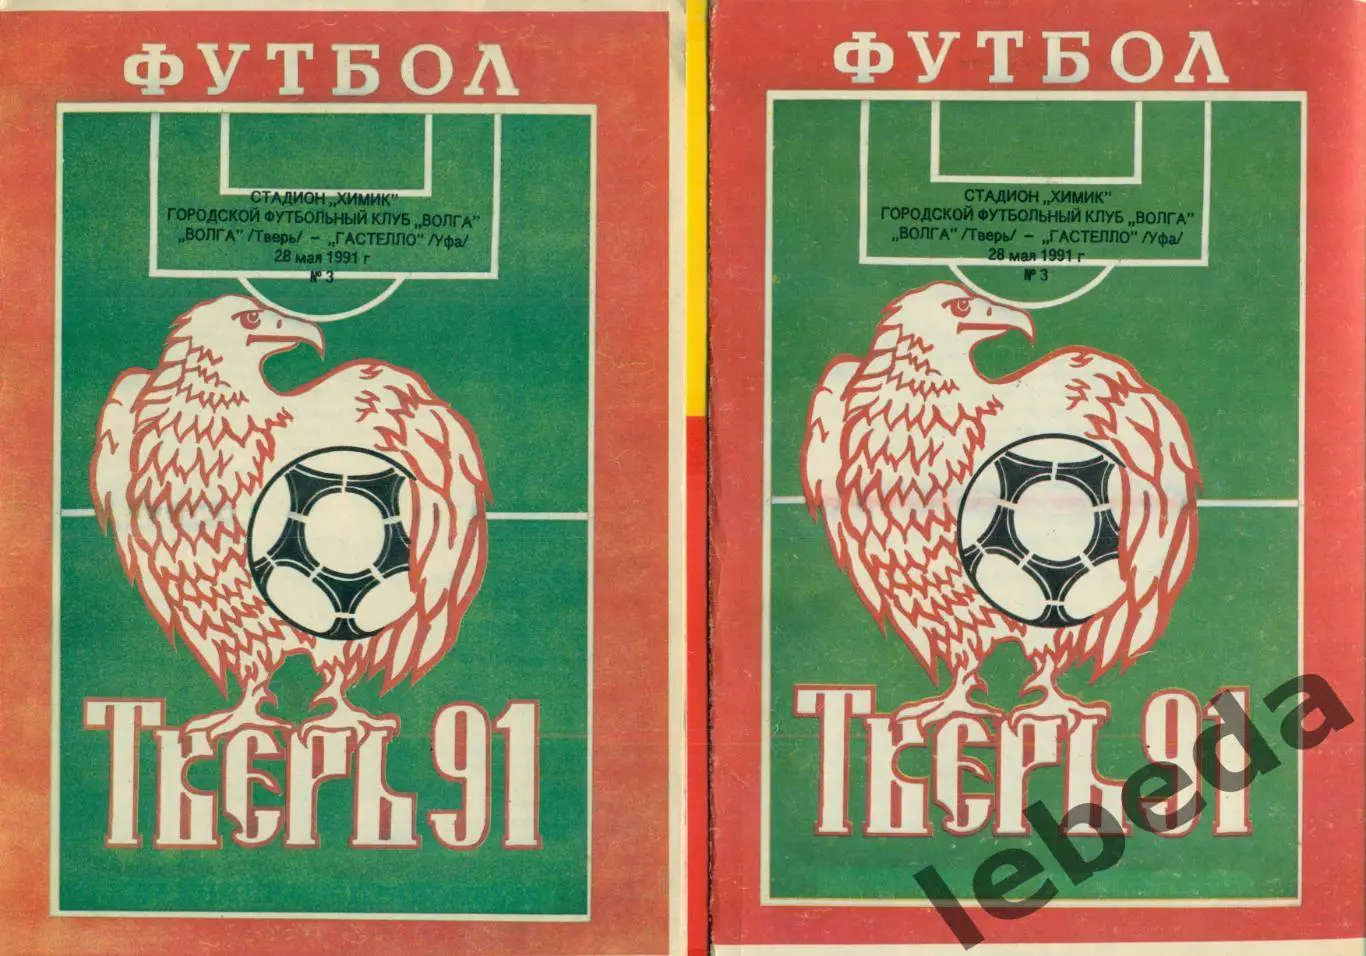 ФУТБОЛ
СТАДИОН „ХИМИК"
ГОРОДСКОЙ ФУТБОЛЬНЫЙ КЛУБ „ВОЛГА"
„ВОЛГА" /Тверь/ – „ГАСТЕЛЛО" /Уфа/
28 мая 1991 г
№ 3
Тверь 91
ФУТБОЛ
СТАДИОН „ХИМИК"
ГОРОДСКОЙ ФУТБОЛЬНЫЙ КЛУБ „ВОЛГА"
„ВОЛГА" /Тверь/ – „ГАСТЕЛЛО" /Уфа/
28 мая 1991 г
№ 3
Тверь 91
lebeda